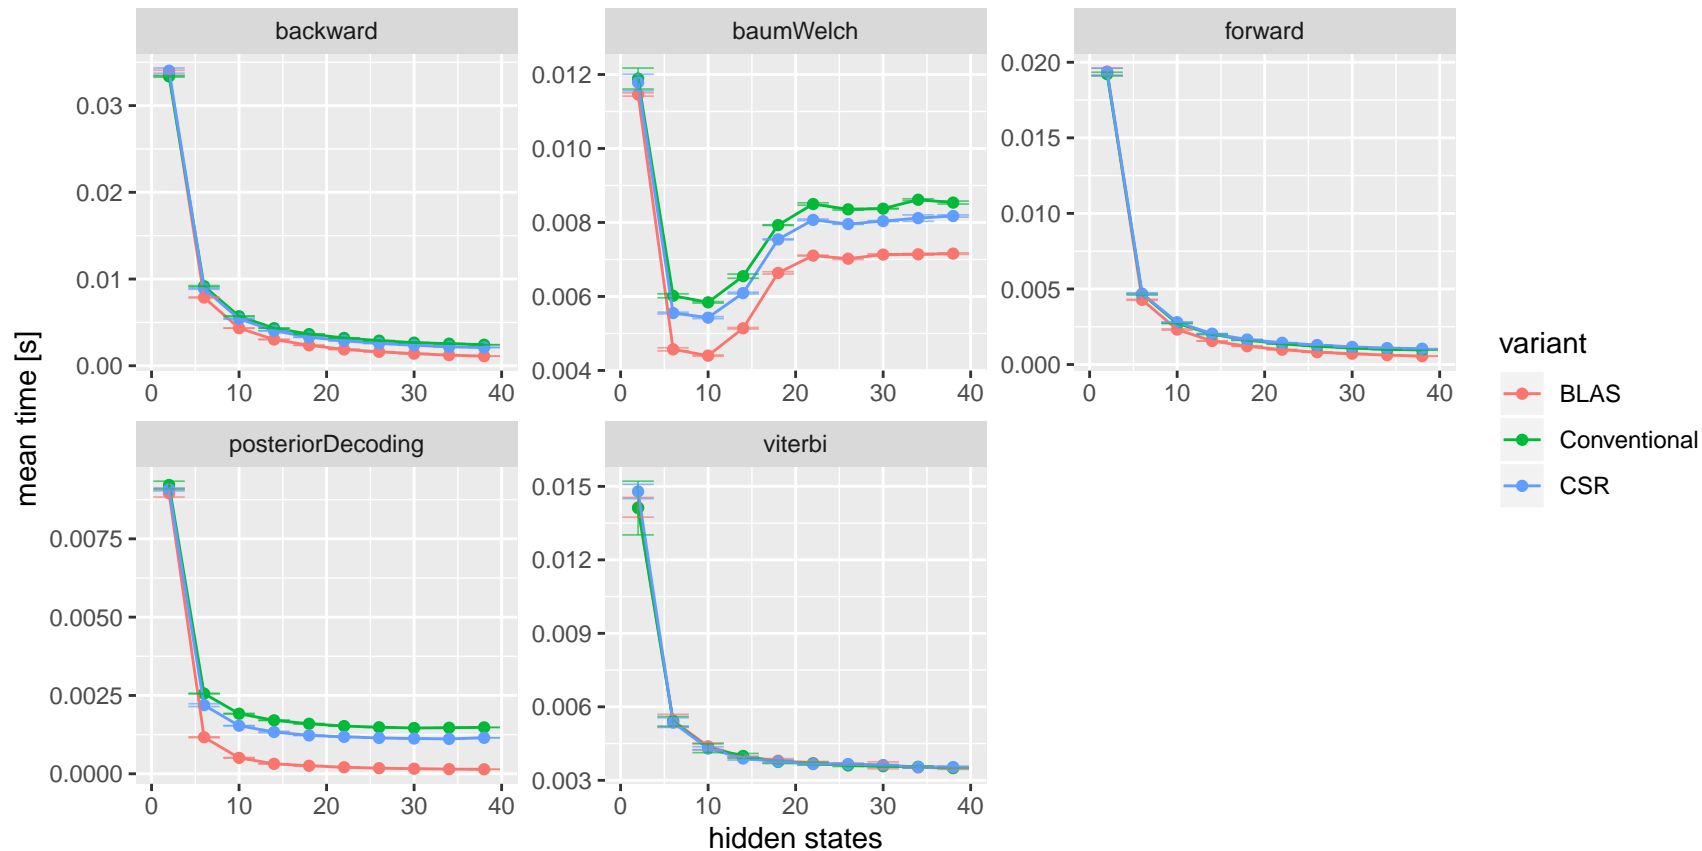 backward
baumWelch
forward
0.03
0.02
0.01
0.00
0 10 20 30 40
0.012
0.010
0.008
0.006
0.004
0 10 20 30 40
0.020
0.015
0.010
0.005
0.000
0 10 20 30 40
posteriorDecoding
viterbi
0.0075
0.0050
0.0025
0.0000
0 10 20 30 40
0.015
0.012
0.009
0.006
0.003
0 10 20 30 40
mean time [s]
hidden states
variant
BLAS
Conventional
CSR